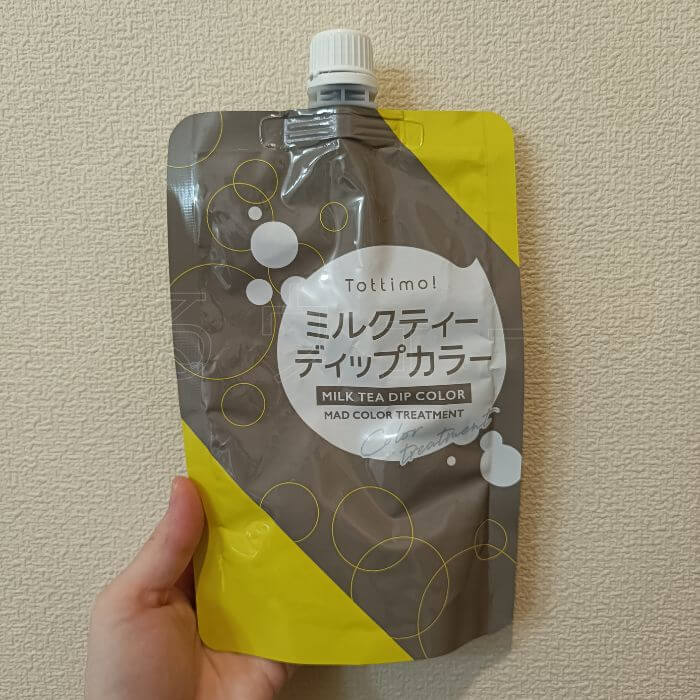 Tottimo!
ミルクティー
ディップカラー
MILK TEA DIP COLOR
MAD COLOR TREATMENT
Color
treatment